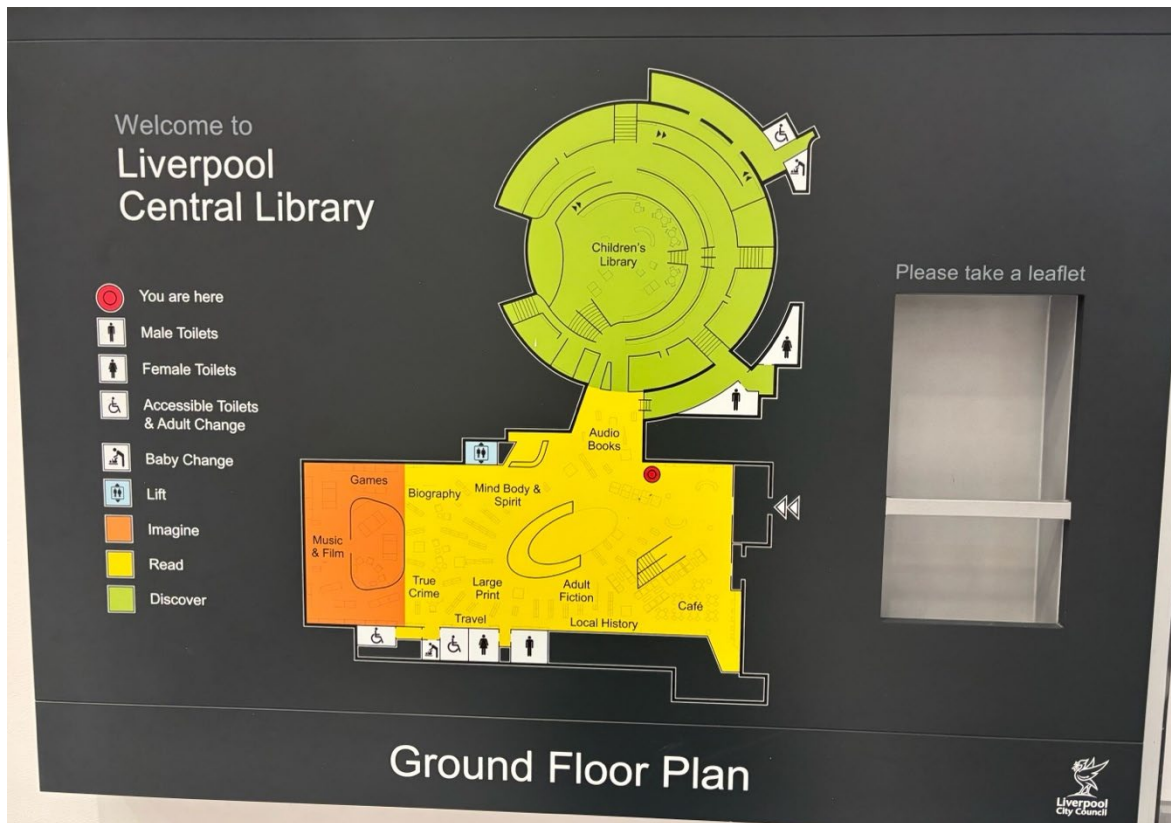 Welcome to
Liverpool
Central Library
You are here
Male Toilets
Female Toilets
Accessible Toilets
& Adult Change
Baby Change
Lift
Imagine
Read
Discover
Children's
Library
Audio
Books
Games
Biography
Mind Body &
Spirit
Music
& Film
True
Crime
Large
Print
Adult
Fiction
Café
Travel
Local History
Please take a leaflet
Ground Floor Plan
Liverpool
City Council